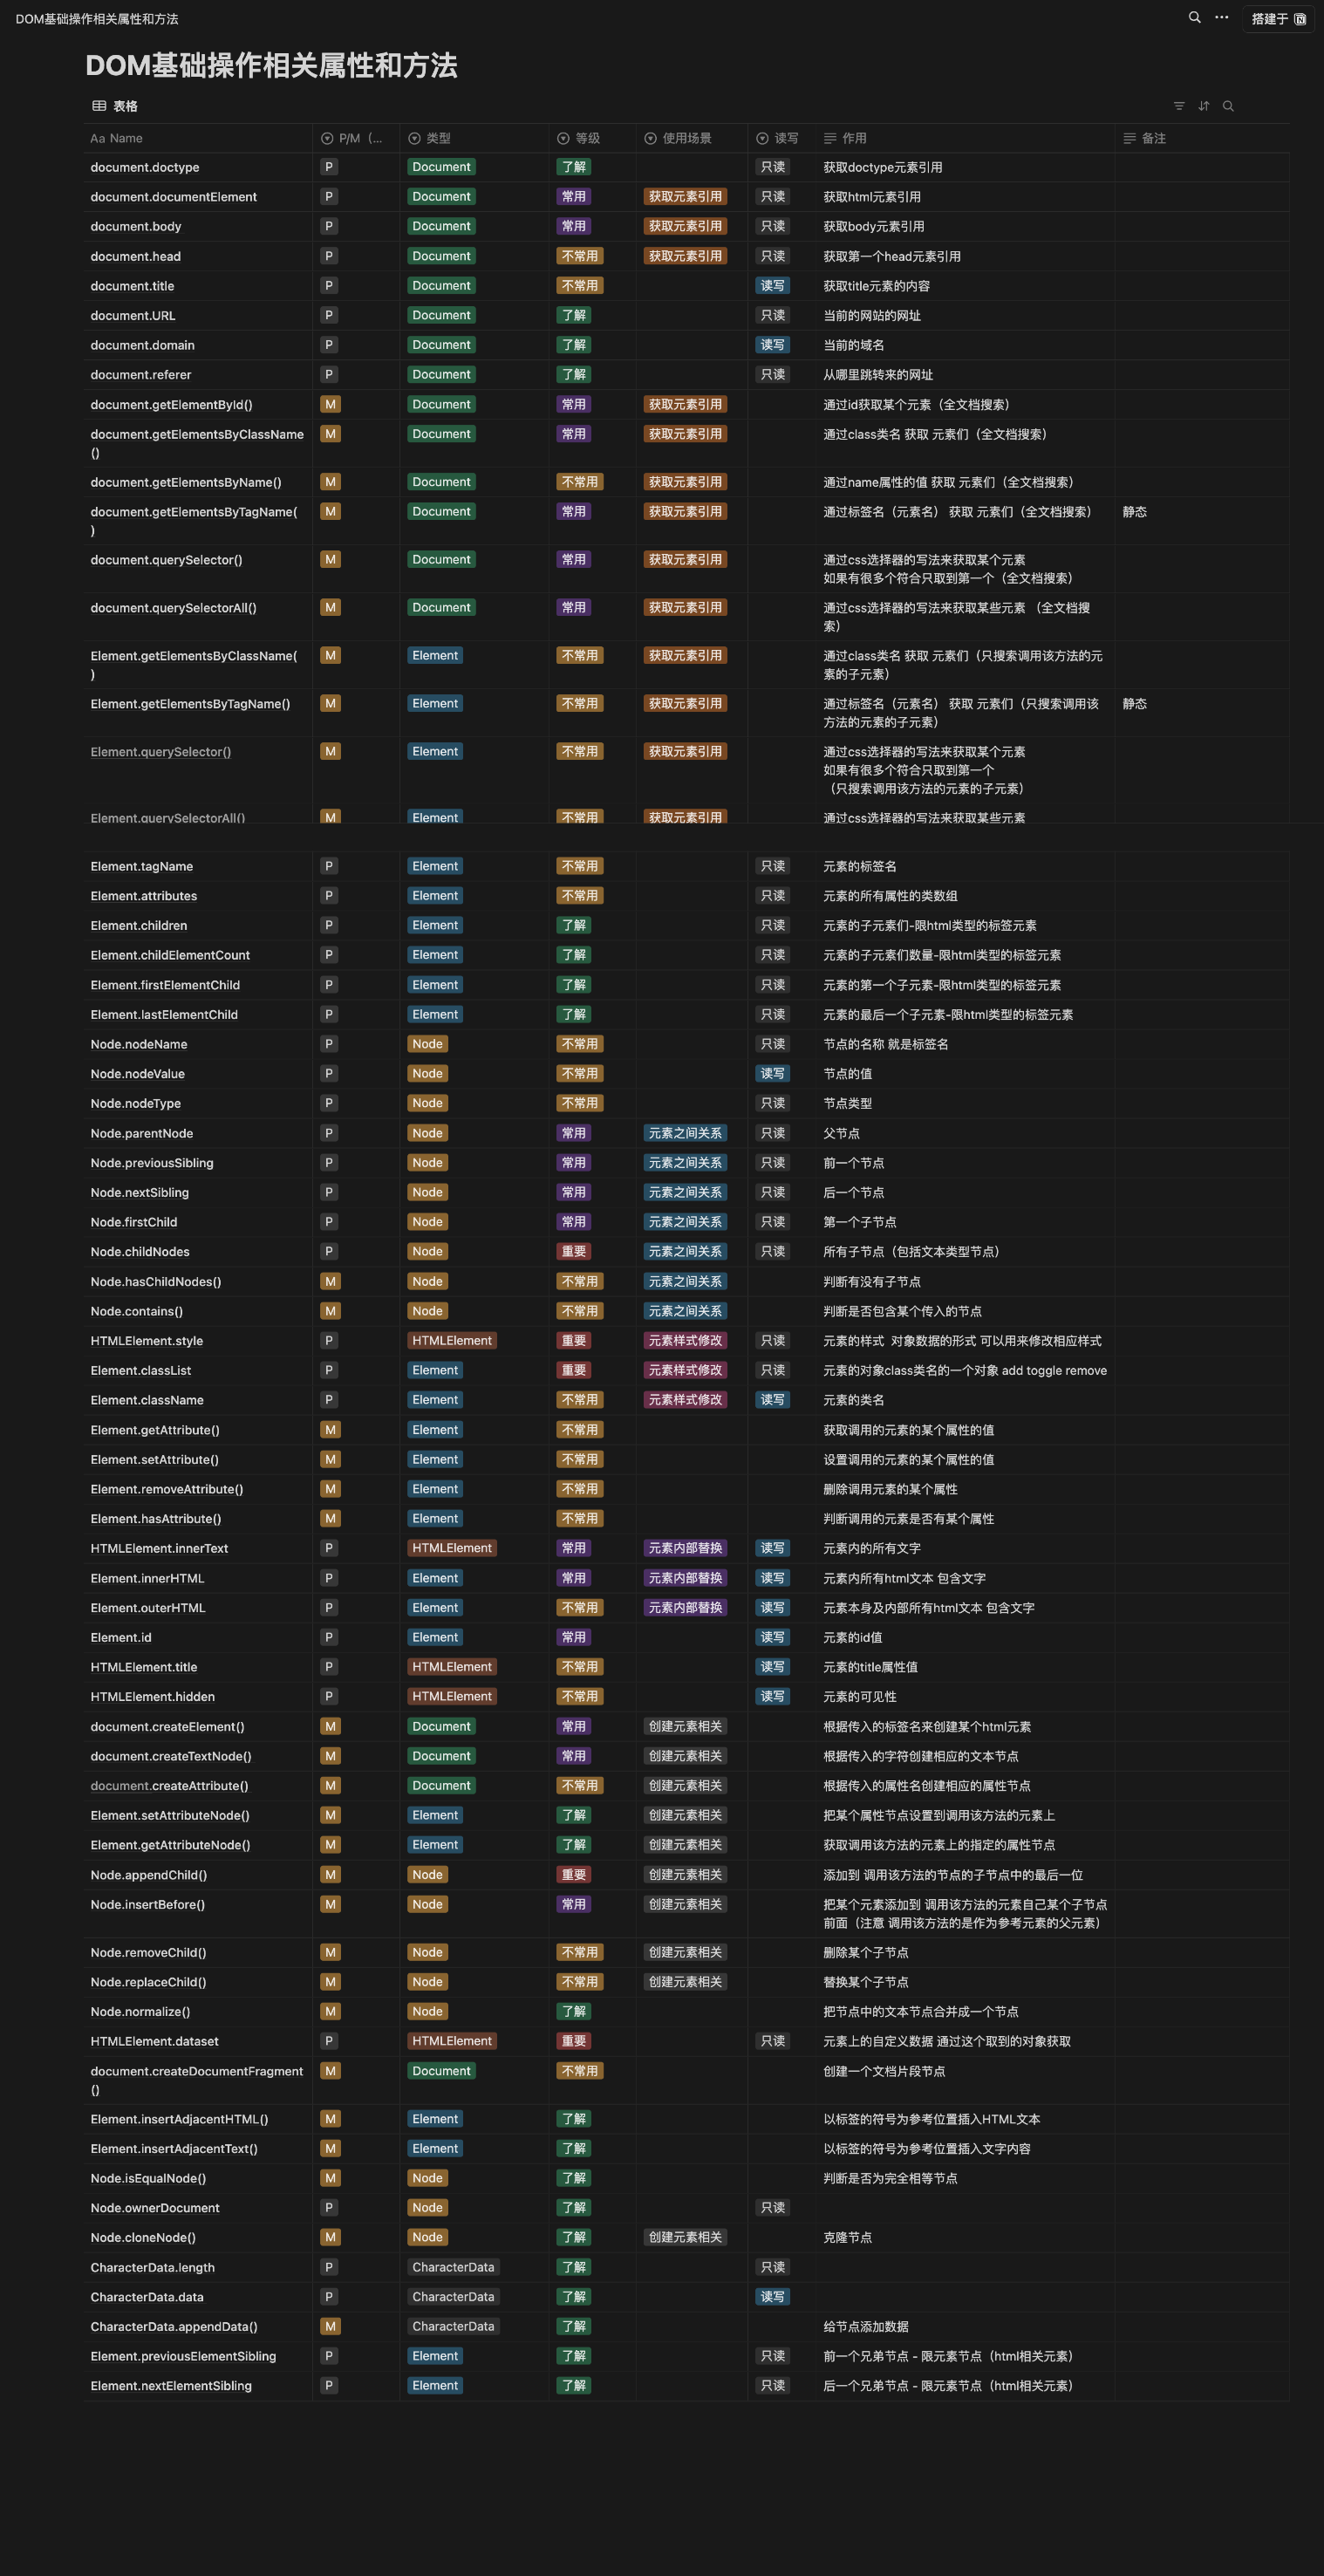 DOM基础操作相关属性和方法
搭建于
DOM基础操作相关属性和方法
表格
Aa Name P/M（... 类型 等级 使用场景 读写 作用 备注
document.doctype P Document 了解 只读 获取doctype元素引用
document.documentElement P Document 常用 获取元素引用 只读 获取html元素引用
document.body P Document 常用 获取元素引用 只读 获取body元素引用
document.head P Document 不常用 获取元素引用 只读 获取第一个head元素引用
document.title P Document 不常用 读写 获取title元素的内容
document.URL P Document 了解 只读 当前的网站的网址
document.domain P Document 了解 读写 当前的域名
document.referer P Document 了解 只读 从哪里跳转来的网址
document.getElementById() M Document 常用 获取元素引用 通过id获取某个元素（全文档搜索）
document.getElementsByClassName M Document 常用 获取元素引用 通过class类名 获取 元素们（全文档搜索）
()
document.getElementsByName() M Document 不常用 获取元素引用 通过name属性的值 获取 元素们（全文档搜索）
document.getElementsByTagName( M Document 常用 获取元素引用 通过标签名（元素名） 获取 元素们（全文档搜索） 静态
)
document.querySelector() M Document 常用 获取元素引用 通过css选择器的写法来获取某个元素
如果有很多个符合只取到第一个（全文档搜索）
document.querySelectorAll() M Document 常用 获取元素引用 通过css选择器的写法来获取某些元素 （全文档搜
索）
Element.getElementsByClassName( M Element 不常用 获取元素引用 通过class类名 获取 元素们（只搜索调用该方法的元
) 素的子元素）
Element.getElementsByTagName() M Element 不常用 获取元素引用 通过标签名（元素名） 获取 元素们（只搜索调用该 静态
方法的元素的子元素）
Element.querySelector() M Element 不常用 获取元素引用 通过css选择器的写法来获取某个元素
如果有很多个符合只取到第一个
（只搜索调用该方法的元素的子元素）
Element.querySelectorAll() M Element 不常用 获取元素引用 通过css选择器的写法来获取某些元素
Element.tagName P Element 不常用 只读 元素的标签名
Element.attributes P Element 不常用 只读 元素的所有属性的类数组
Element.children P Element 了解 只读 元素的子元素们-限html类型的标签元素
Element.childElementCount P Element 了解 只读 元素的子元素们数量-限html类型的标签元素
Element.firstElementChild P Element 了解 只读 元素的第一个子元素-限html类型的标签元素
Element.lastElementChild P Element 了解 只读 元素的最后一个子元素-限html类型的标签元素
Node.nodeName P Node 不常用 只读 节点的名称 就是标签名
Node.nodeValue P Node 不常用 读写 节点的值
Node.nodeType P Node 不常用 只读 节点类型
Node.parentNode P Node 常用 元素之间关系 只读 父节点
Node.previousSibling P Node 常用 元素之间关系 只读 前一个节点
Node.nextSibling P Node 常用 元素之间关系 只读 后一个节点
Node.firstChild P Node 常用 元素之间关系 只读 第一个子节点
Node.childNodes P Node 重要 元素之间关系 只读 所有子节点（包括文本类型节点）
Node.hasChildNodes() M Node 不常用 元素之间关系 判断有没有子节点
Node.contains() M Node 不常用 元素之间关系 判断是否包含某个传入的节点
HTMLElement.style P HTMLElement 重要 元素样式修改 只读 元素的样式 对象数据的形式 可以用来修改相应样式
Element.classList P Element 重要 元素样式修改 只读 元素的对象class类名的一个对象 add toggle remove
Element.className P Element 不常用 元素样式修改 读写 元素的类名
Element.getAttribute() M Element 不常用 获取调用的元素的某个属性的值
Element.setAttribute() M Element 不常用 设置调用的元素的某个属性的值
Element.removeAttribute() M Element 不常用 删除调用元素的某个属性
Element.hasAttribute() M Element 不常用 判断调用的元素是否有某个属性
HTMLElement.innerText P HTMLElement 常用 元素内部替换 读写 元素内的所有文字
Element.innerHTML P Element 常用 元素内部替换 读写 元素内所有html文本 包含文字
Element.outerHTML P Element 不常用 元素内部替换 读写 元素本身及内部所有html文本 包含文字
Element.id P Element 常用 读写 元素的id值
HTMLElement.title P HTMLElement 不常用 读写 元素的title属性值
HTMLElement.hidden P HTMLElement 不常用 读写 元素的可见性
document.createElement() M Document 常用 创建元素相关 根据传入的标签名来创建某个html元素
document.createTextNode() M Document 常用 创建元素相关 根据传入的字符创建相应的文本节点
document.createAttribute() M Document 不常用 创建元素相关 根据传入的属性名创建相应的属性节点
Element.setAttributeNode() M Element 了解 创建元素相关 把某个属性节点设置到调用该方法的元素上
Element.getAttributeNode() M Element 了解 创建元素相关 获取调用该方法的元素上的指定的属性节点
Node.appendChild() M Node 重要 创建元素相关 添加到 调用该方法的节点的子节点中的最后一位
Node.insertBefore() M Node 常用 创建元素相关 把某个元素添加到 调用该方法的元素自己某个子节点
前面（注意 调用该方法的是作为参考元素的父元素）
Node.removeChild() M Node 不常用 创建元素相关 删除某个子节点
Node.replaceChild() M Node 不常用 创建元素相关 替换某个子节点
Node.normalize() M Node 了解 把节点中的文本节点合并成一个节点
HTMLElement.dataset P HTMLElement 重要 只读 元素上的自定义数据 通过这个取到的对象获取
document.createDocumentFragment M Document 不常用 创建一个文档片段节点
()
Element.insertAdjacentHTML() M Element 了解 以标签的符号为参考位置插入HTML文本
Element.insertAdjacentText() M Element 了解 以标签的符号为参考位置插入文字内容
Node.isEqualNode() M Node 了解 判断是否为完全相等节点
Node.ownerDocument P Node 了解 只读
Node.cloneNode() M Node 了解 创建元素相关 克隆节点
CharacterData.length P CharacterData 了解 只读
CharacterData.data P CharacterData 了解 读写
CharacterData.appendData() M CharacterData 了解 给节点添加数据
Element.previousElementSibling P Element 了解 只读 前一个兄弟节点 - 限元素节点（html相关元素）
Element.nextElementSibling P Element 了解 只读 后一个兄弟节点 - 限元素节点（html相关元素）